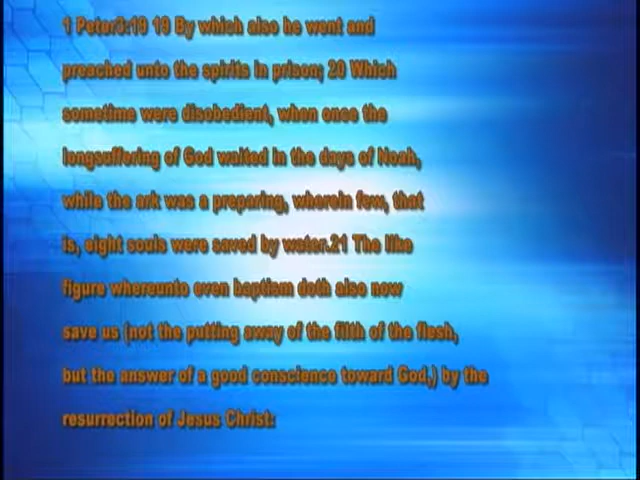 1 Peter3:19 19 By which also he went and
preached unto the spirits in prison; 20 Which
sometime were disobedient, when once the
longsuffering of God waited in the days of Noah,
while the ark was a preparing, wherein few, that
is, eight souls were saved by water.21 The like
figure whereunto even baptism doth also now
save us (not the putting away of the filth of the flesh,
but the answer of a good conscience toward God,) by the
resurrection of Jesus Christ: